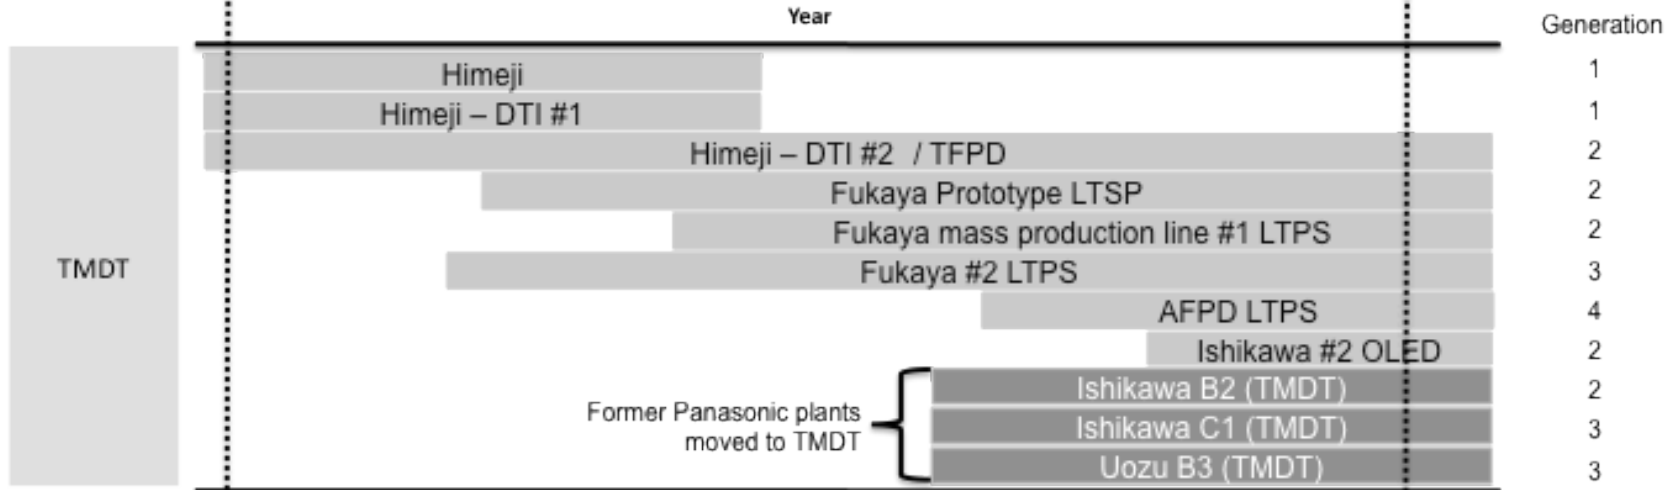 Year
Generation
Himeji 1
Himeji – DTI #1 1
Himeji – DTI #2 / TFPD 2
Fukaya Prototype LTSP 2
Fukaya mass production line #1 LTPS 2
TMDT
Fukaya #2 LTPS 3
AFPD LTPS 4
Ishikawa #2 OLED 2
Ishikawa B2 (TMDT) 2
Former Panasonic plants
moved to TMDT
Ishikawa C1 (TMDT) 3
Uozu B3 (TMDT) 3